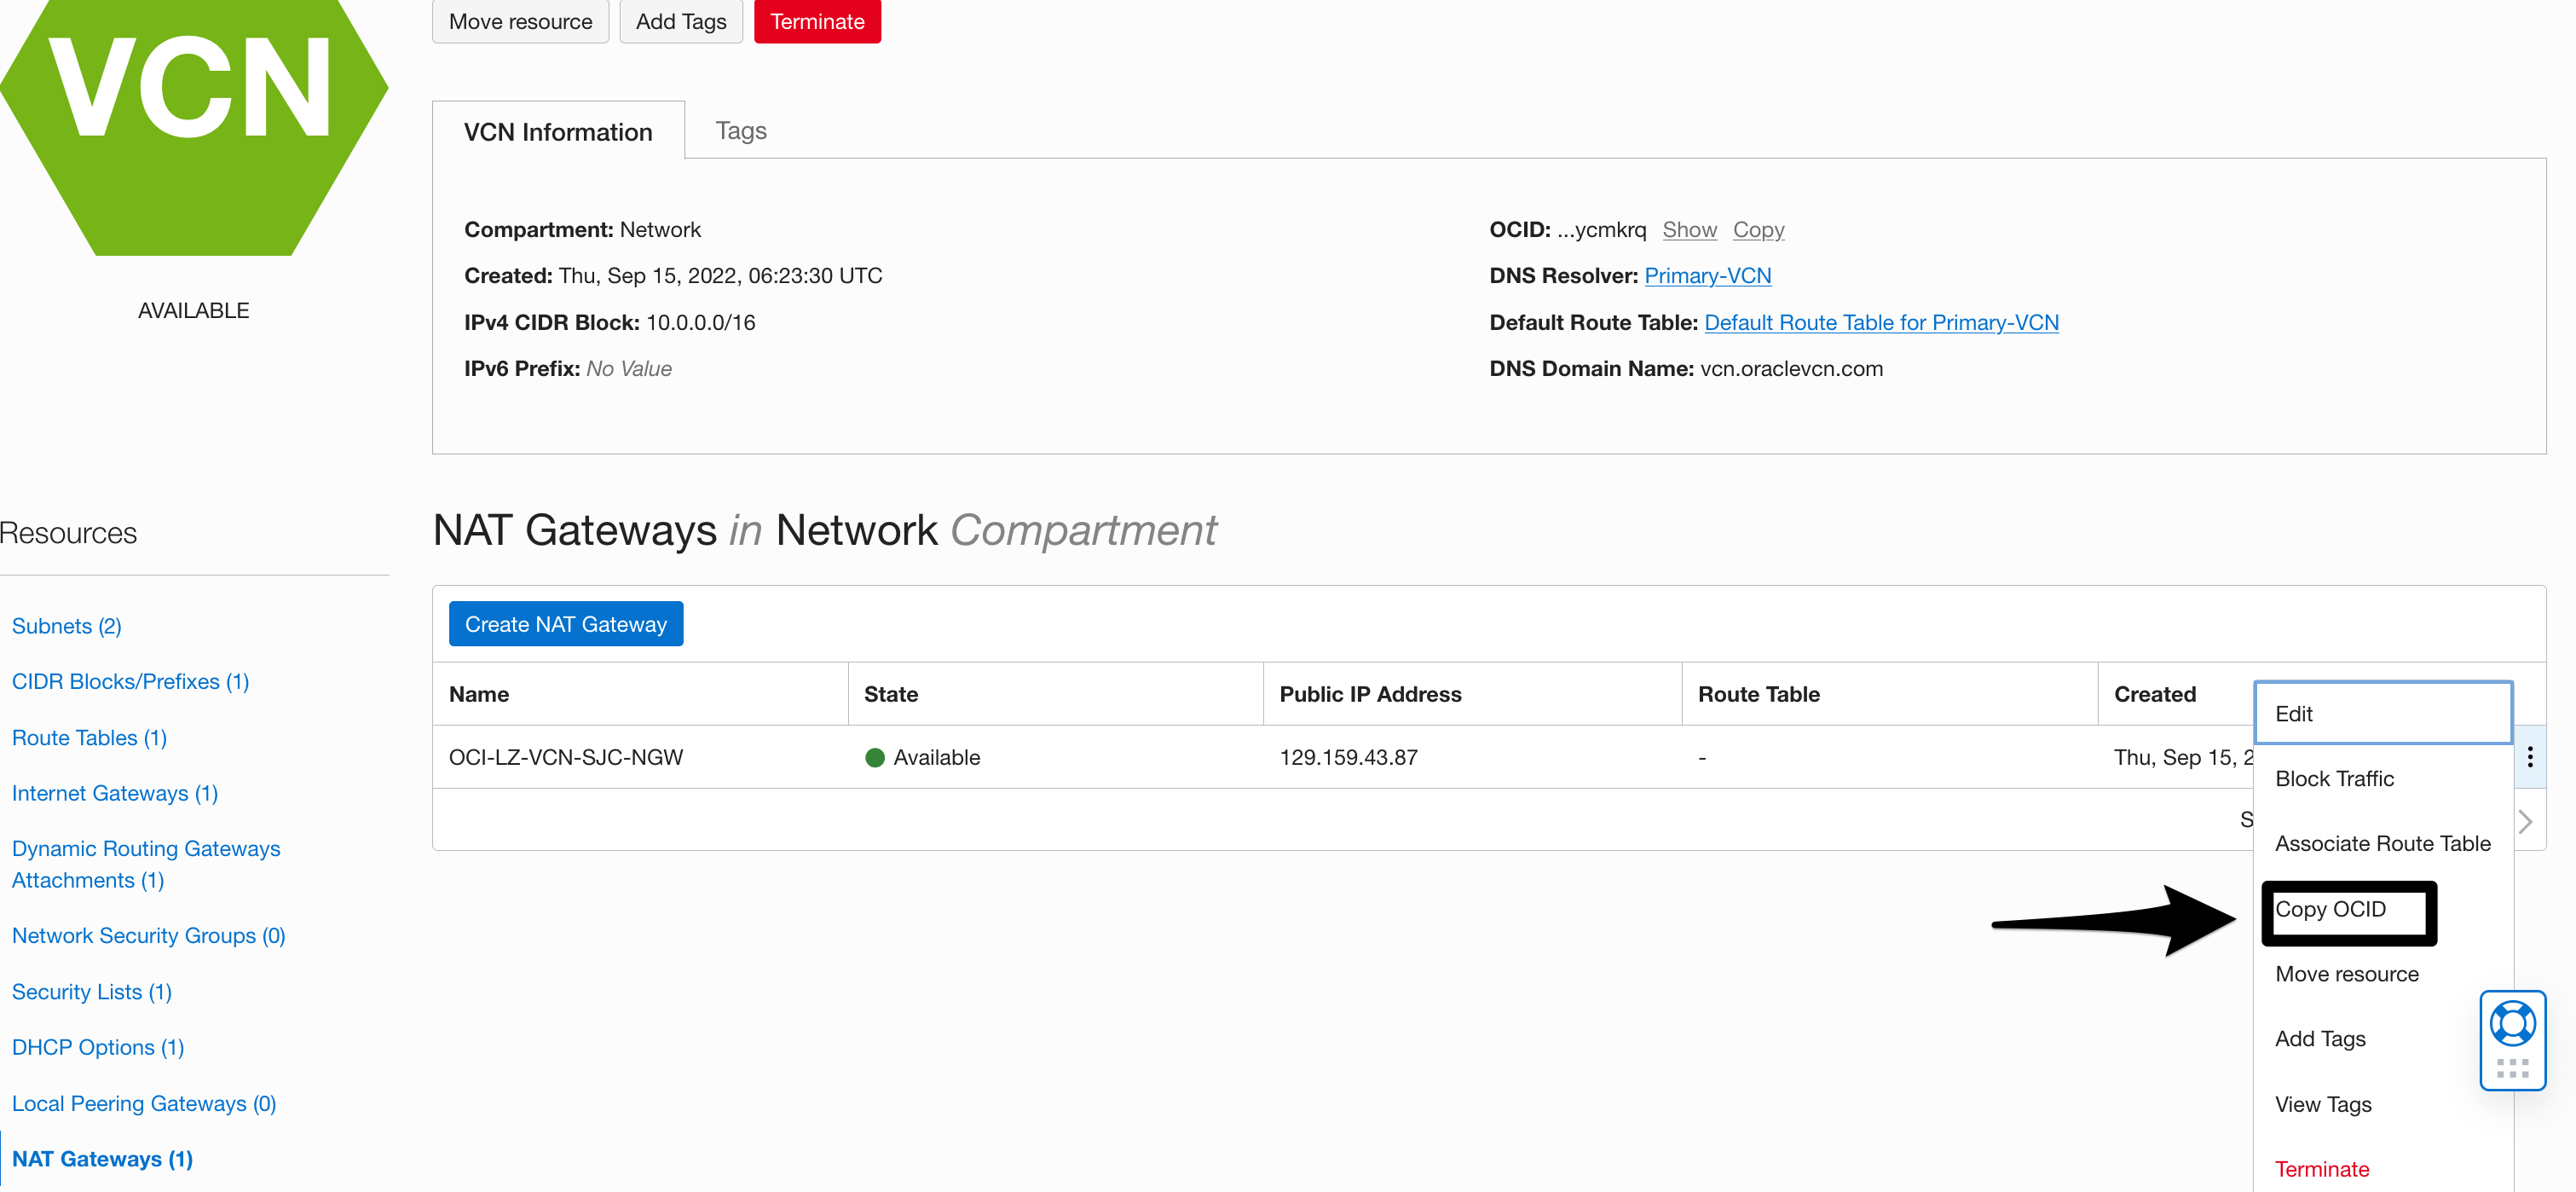 VCN
AVAILABLE
Move resource Add Tags Terminate
VCN Information Tags
Compartment: Network
Created: Thu, Sep 15, 2022, 06:23:30 UTC
IPv4 CIDR Block: 10.0.0.0/16
IPv6 Prefix: No Value
OCID: ...ycmkrq Show Copy
DNS Resolver: Primary-VCN
Default Route Table: Default Route Table for Primary-VCN
DNS Domain Name: vcn.oraclevcn.com
Resources
Subnets (2)
CIDR Blocks/Prefixes (1)
Route Tables (1)
Internet Gateways (1)
Dynamic Routing Gateways
Attachments (1)
Network Security Groups (0)
Security Lists (1)
DHCP Options (1)
Local Peering Gateways (0)
NAT Gateways (1)
NAT Gateways in Network Compartment
Create NAT Gateway
Name State Public IP Address Route Table Created
OCI-LZ-VCN-SJC-NGW Available 129.159.43.87 - Thu, Sep 15, 2
S
Edit
Block Traffic
Associate Route Table
Copy OCID
Move resource
Add Tags
View Tags
Terminate